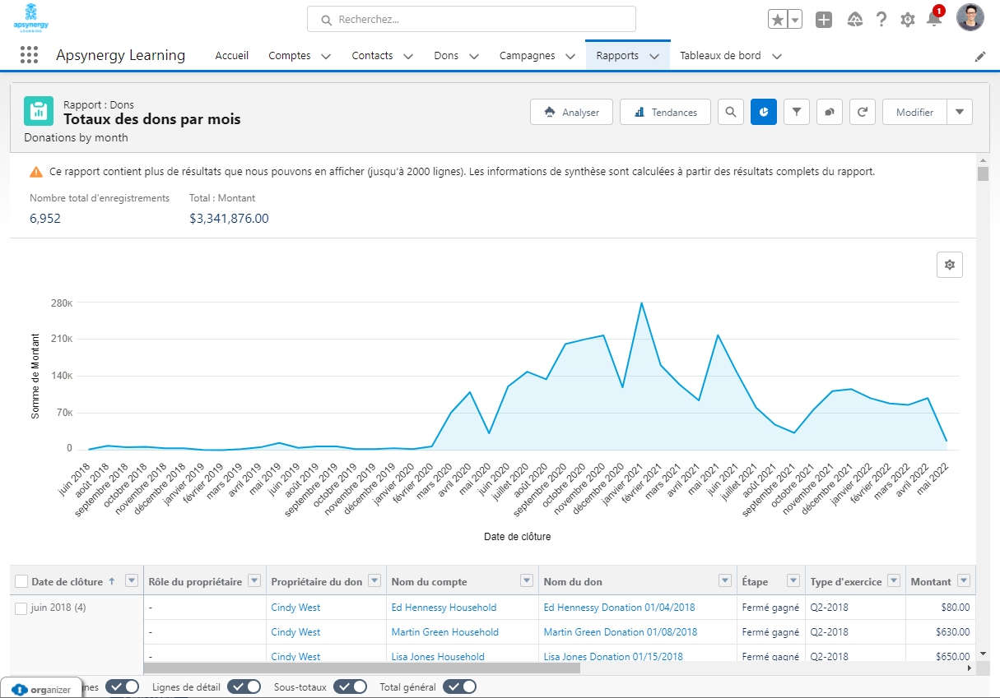 apsynergy
LEARNING
Recherchez...
1
Apsynergy Learning
Accueil
Comptes
Contacts
Dons
Campagnes
Rapports
Tableaux de bord
Rapport : Dons
Totaux des dons par mois
Donations by month
Analyser
Tendances
Modifier
Ce rapport contient plus de résultats que nous pouvons en afficher (jusqu'à 2000 lignes). Les informations de synthèse sont calculées à partir des résultats complets du rapport.
Nombre total d'enregistrements
6,952
Total : Montant
$3,341,876.00
280K
210K
140K
70K
0
Somme de Montant
juin 2018
août 2018
septembre 2018
octobre 2018
novembre 2018
décembre 2018
janvier 2019
février 2019
mars 2019
avril 2019
mai 2019
juin 2019
août 2019
septembre 2019
octobre 2019
novembre 2019
décembre 2019
janvier 2020
février 2020
mars 2020
avril 2020
mai 2020
juin 2020
juillet 2020
août 2020
septembre 2020
octobre 2020
novembre 2020
décembre 2020
janvier 2021
février 2021
mars 2021
avril 2021
mai 2021
juin 2021
juillet 2021
août 2021
septembre 2021
octobre 2021
novembre 2021
décembre 2021
janvier 2022
février 2022
mars 2022
avril 2022
mai 2022
Date de clôture
Date de clôture ↑ Rôle du propriétaire Propriétaire du don Nom du compte Nom du don Étape Type d'exercice Montant
juin 2018 (4) - Cindy West Ed Hennessy Household Ed Hennessy Donation 01/04/2018 Fermé gagné Q2-2018 $80.00
- Cindy West Martin Green Household Martin Green Donation 01/08/2018 Fermé gagné Q2-2018 $630.00
- Cindy West Lisa Jones Household Lisa Jones Donation 01/15/2018 Fermé gagné Q2-2018 $650.00
organizer
nes
Lignes de détail
Sous-totaux
Total général